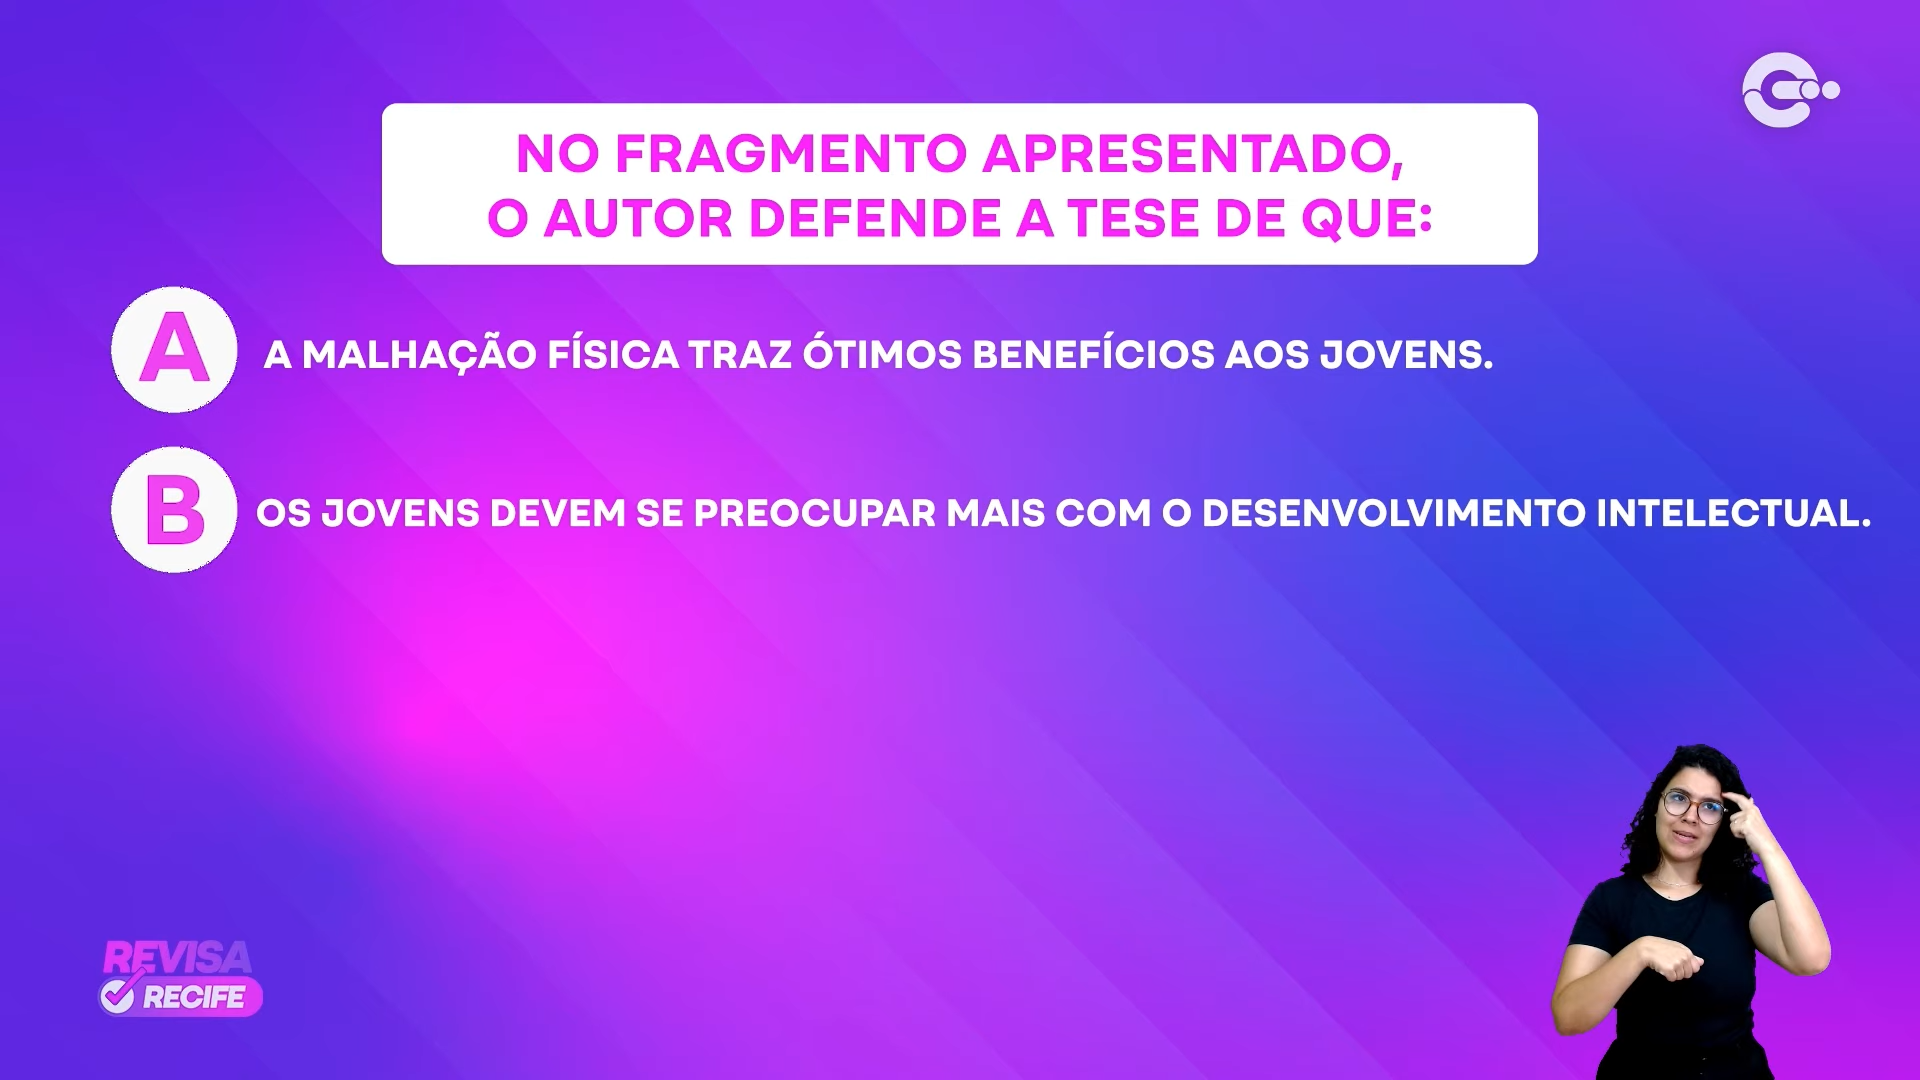 NO FRAGMENTO APRESENTADO,
O AUTOR DEFENDE A TESE DE QUE:
A
A MALHAÇÃO FÍSICA TRAZ ÓTIMOS BENEFÍCIOS AOS JOVENS.
B
OS JOVENS DEVEM SE PREOCUPAR MAIS COM O DESENVOLVIMENTO INTELECTUAL.
REVISA
RECIFE